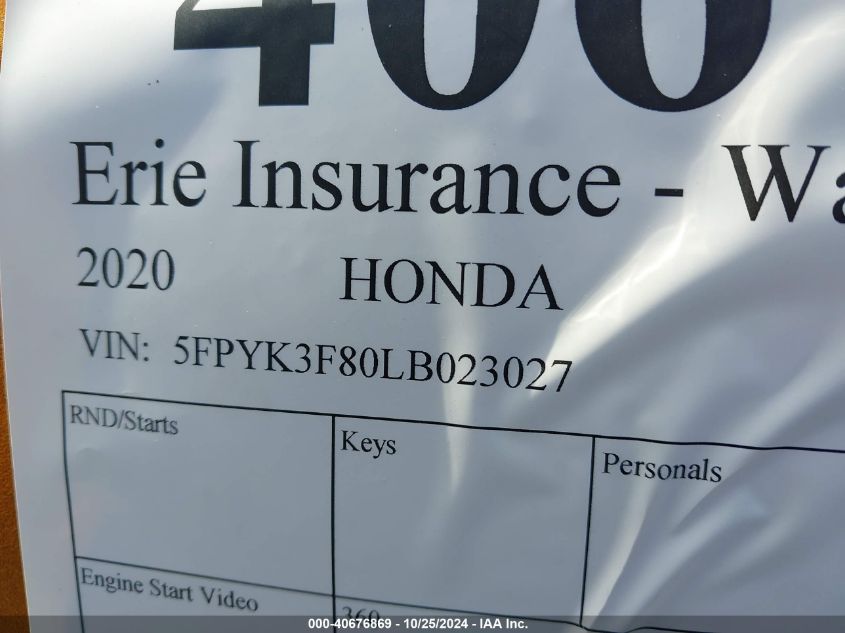 400
Erie Insurance - Wa
2020 HONDA
VIN: 5FPYK3F80LB023027
RND/Starts
Keys
Personals
Engine Start Video
360
000-40676869 - 10/25/2024 - IAA Inc.